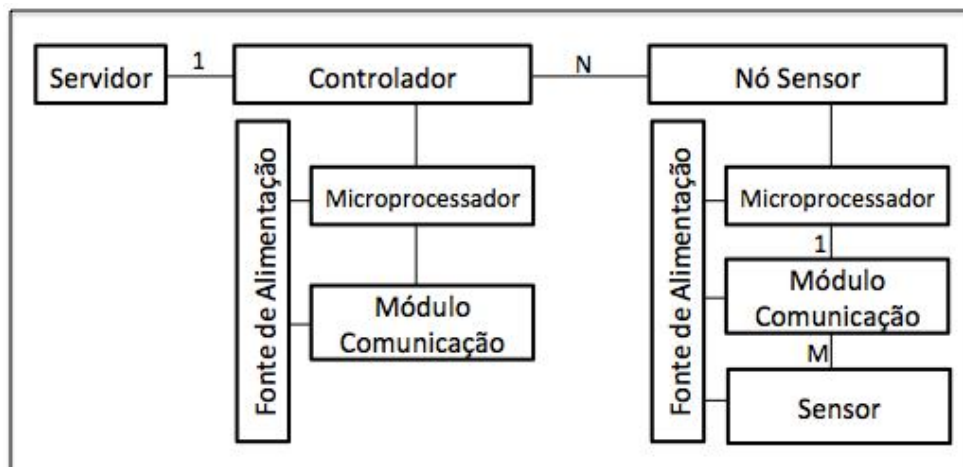 Servidor
1
Controlador
N
Nó Sensor
Fonte de Alimentação
Microprocessador
Módulo
Comunicação
Fonte de Alimentação
Microprocessador
1
Módulo
Comunicação
M
Sensor